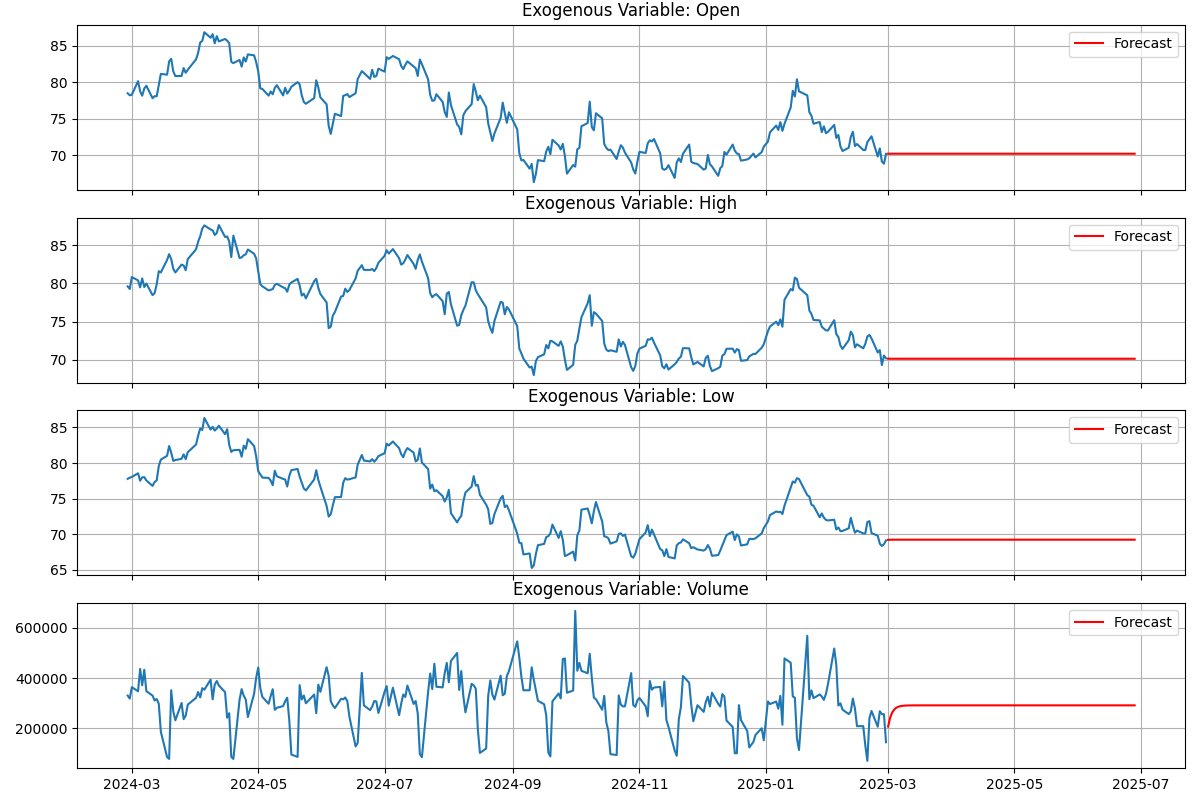 Exogenous Variable: Open
Forecast
85
80
75
70
Exogenous Variable: High
Forecast
85
80
75
70
Exogenous Variable: Low
Forecast
85
80
75
70
65
Exogenous Variable: Volume
Forecast
600000
400000
200000
2024-03 2024-05 2024-07 2024-09 2024-11 2025-01 2025-03 2025-05 2025-07